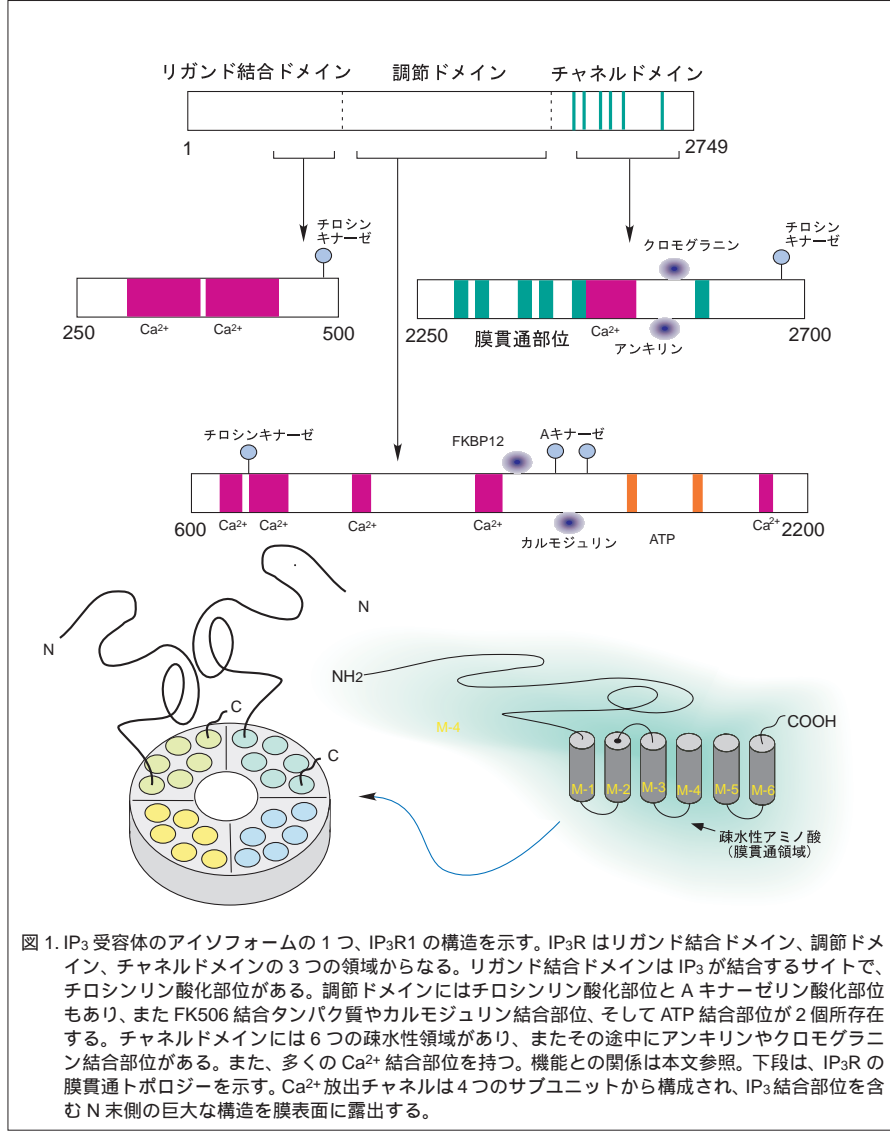 リガンド結合ドメイン 調節ドメイン チャネルドメイン
1 2749
チロシン
キナーゼ
クロモグラニン
チロシン
キナーゼ
250 Ca²⁺ Ca²⁺ 500
2250 膜貫通部位 Ca²⁺ アンキリン 2700
チロシンキナーゼ FKBP12 Aキナーゼ
600 Ca²⁺ Ca²⁺ Ca²⁺ Ca²⁺ カルモジュリン ATP Ca²⁺ 2200
N
N
C
C
NH2
M-4
COOH
M-1 M-2 M-3 M-4 M-5 M-6
疎水性アミノ酸
(膜貫通領域)
図 1. IP₃ 受容体のアイソフォームの 1 つ、IP₃R1 の構造を示す。IP₃R はリガンド結合ドメイン、調節ドメ
イン、チャネルドメインの 3 つの領域からなる。リガンド結合ドメインは IP₃ が結合するサイトで、
チロシンリン酸化部位がある。調節ドメインにはチロシンリン酸化部位と A キナーゼリン酸化部位
もあり、また FK506 結合タンパク質やカルモジュリン結合部位、そして ATP 結合部位が 2 個所存在
する。チャネルドメインには 6 つの疎水性領域があり、またその途中にアンキリンやクロモグラニ
ン結合部位がある。また、多くの Ca²⁺ 結合部位を持つ。機能との関係は本文参照。下段は、IP₃R の
膜貫通トポロジーを示す。Ca²⁺ 放出チャネルは 4 つのサブユニットから構成され、IP₃ 結合部位を含
む N 末側の巨大な構造を膜表面に露出する。